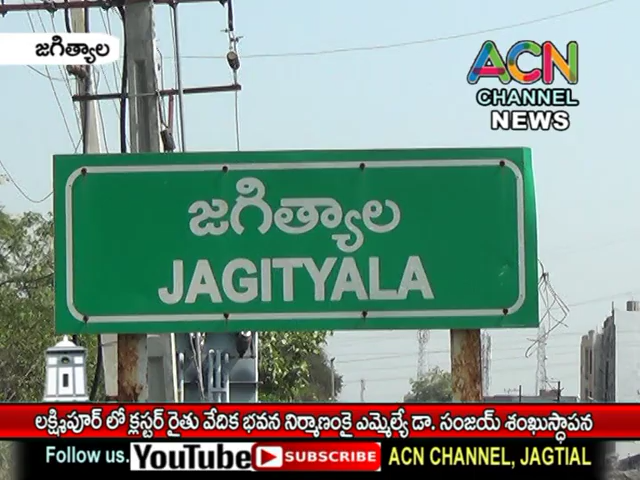 జగిత్యాల
ACN
CHANNEL
NEWS
జగిత్యాల
JAGITYALA
లక్ష్మిపూర్ లో క్లస్టర్ రైతు వేదిక భవన నిర్మాణంకై ఎమ్మెల్యే డా. సంజయ్ శంఖుస్థాపన
Follow us. YouTube SUBSCRIBE ACN CHANNEL, JAGTIAL